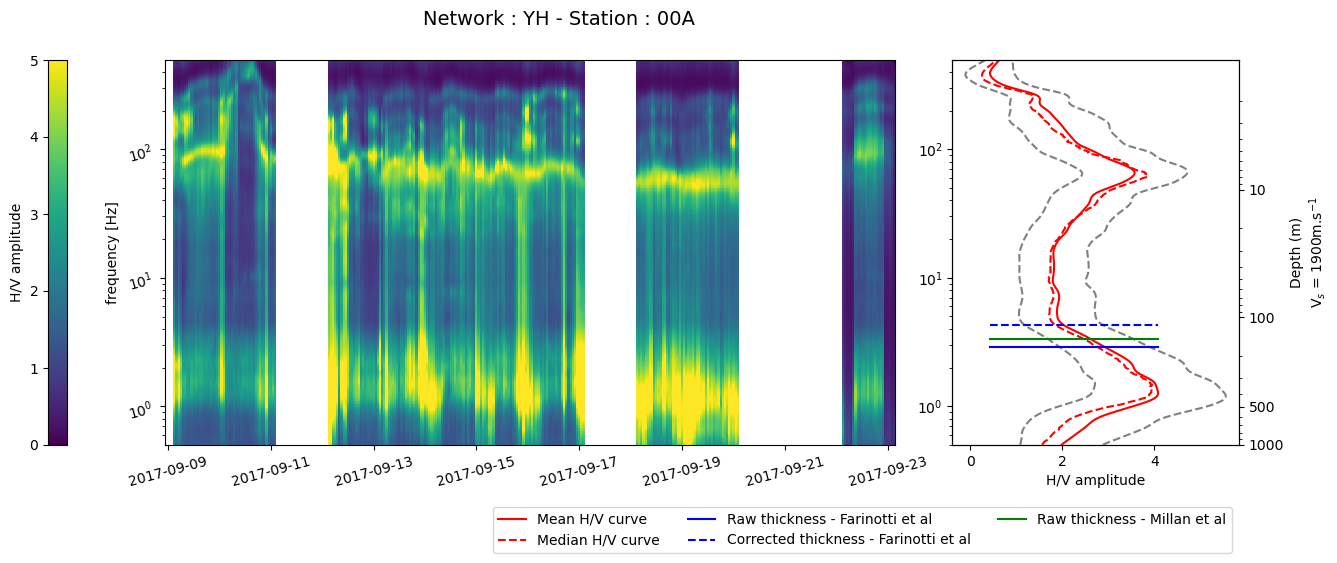 Network : YH - Station : 00A
5
4
3
2
1
0
H/V amplitude
frequency [Hz]
10²
10¹
10⁰
2017-09-09
2017-09-11
2017-09-13
2017-09-15
2017-09-17
2017-09-19
2017-09-21
2017-09-23
10²
10¹
10⁰
0
2
4
H/V amplitude
10
100
500
1000
Depth (m)
Vₛ = 1900m.s⁻¹
Mean H/V curve
Median H/V curve
Raw thickness - Farinotti et al
Corrected thickness - Farinotti et al
Raw thickness - Millan et al